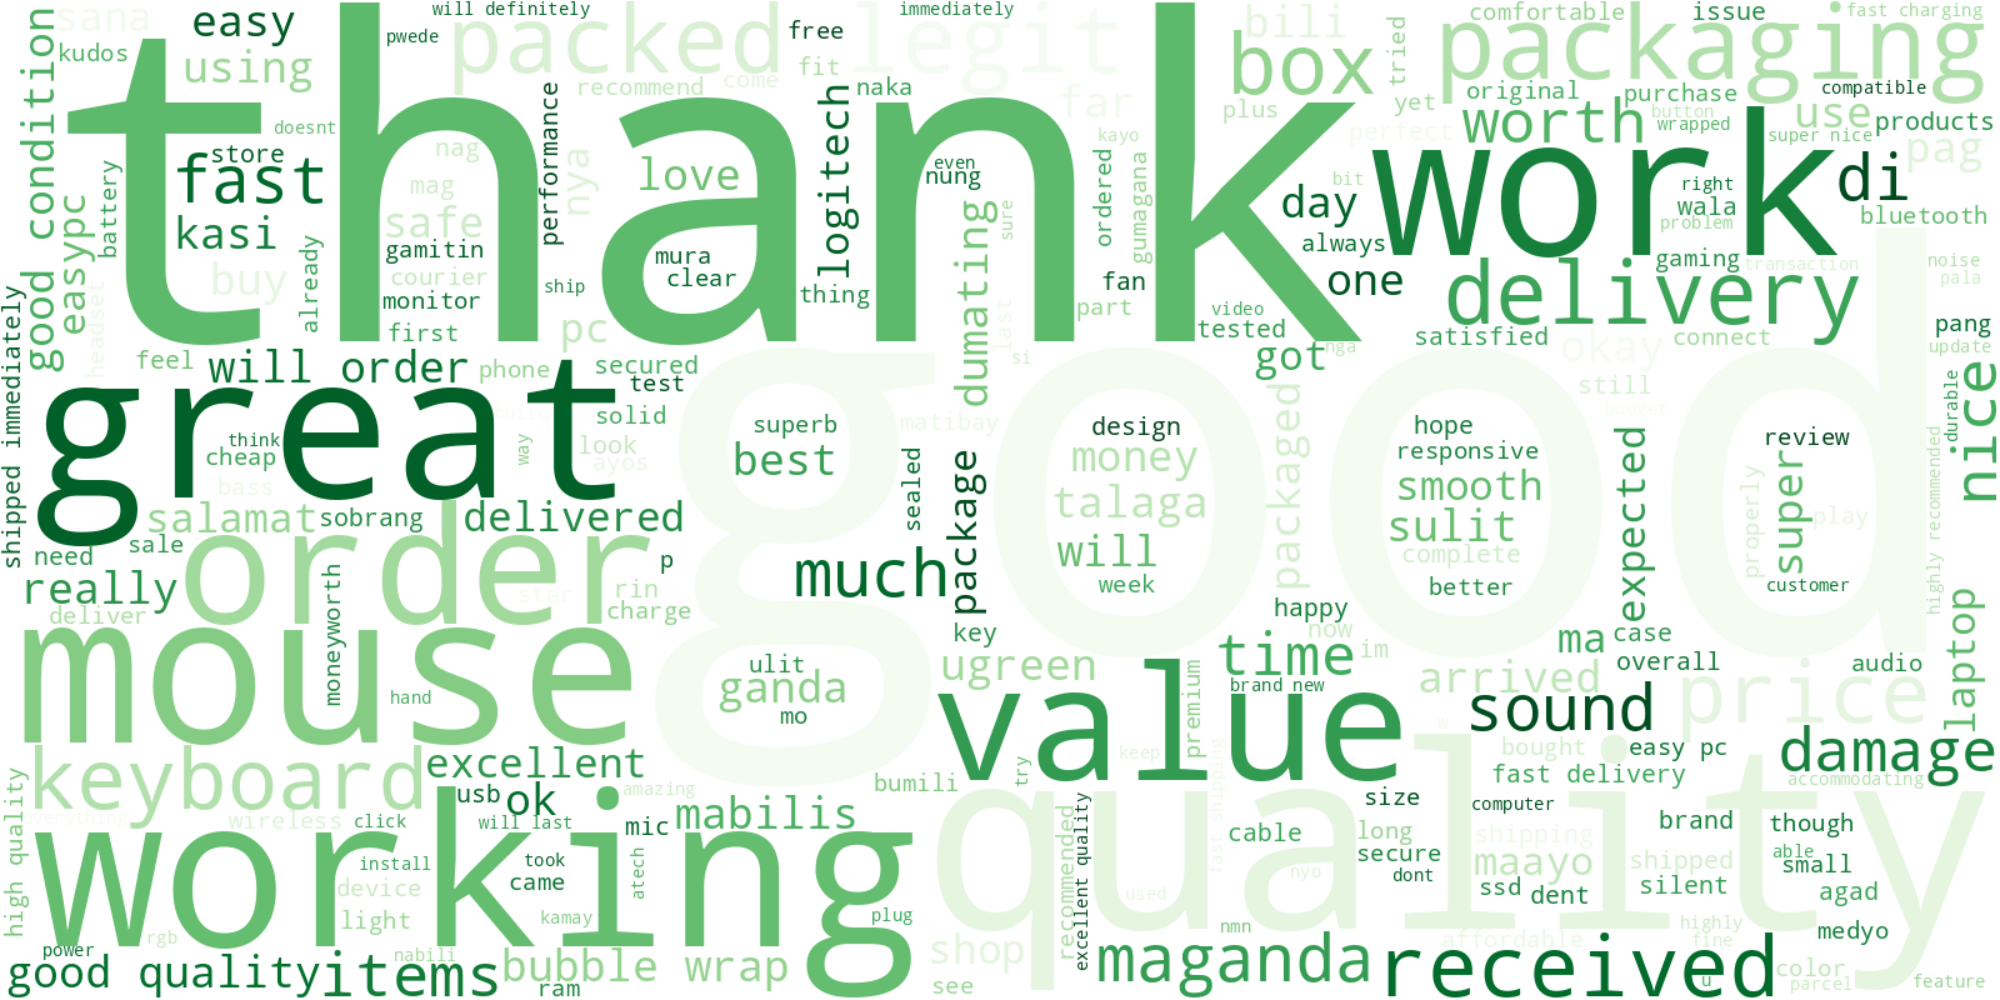 thank
good
quality
great
work
working
mouse
value
order
packaging
packed
legit
delivery
received
keyboard
price
box
worth
fast
sound
damage
maganda
much
items
good quality
bubble wrap
good condition
will definitely
immediately
sana
kudos
easy
using
pwede
free
fit
recommend
come
naka
far
bili
plus
tried
yet
comfortable
issue
fast charging
original
purchase
compatible
button
wrapped
use
super nice
products
perfect
kayo
pag
di
doesnt
store
battery
easypc
kasi
buy
already
headset
nag
mag
safe
gamitin
courier
monitor
first
performance
nya
ship
love
mura
clear
logitech
thing
even
nung
dumating
sure
last
ordered
gumagana
fan
part
day
always
one
bit
right
wala
problem
bluetooth
gaming
transaction
noise
pala
video
tested
satisfied
connect
pang
update
okay
still
budget
got
nga
si
shipped immediately
feel
will order
phone
pc
secured
test
solid
build
way
look
ayos
think
cheap
bass
salamat
sobrang
delivered
need
sale
really
deliver
moneyworth
star
p
rin
charge
hand
superb
best
matibay
sealed
package
design
money
talaga
will
week
packaged
hope
responsive
smooth
sulit
complete
better
expected
review
super
properly
play
customer
highly recommended
durable
nice
laptop
key
happy
now
im
time
ma
case
overall
audio
ugreen
brand new
premium
arrived
ulit
ganda
mo
keep
fast shipping
w
bought
easy pc
fast delivery
accommodating
bumili
try
excellent
usb
ok
amazing
will last
mic
mabilis
high quality
everything
wireless
click
install
took
came
device
light
kamay
atech
plug
rgb
power
nabili
ram
shop
see
recommended
excellent quality
used
cable
size
long
secure
dont
nyo
nmn
computer
shipping
maayo
ssd
dent
brand
shipped
silent
though
able
small
agad
highly
fine
medyo
affordable
u
color
parcel
feature